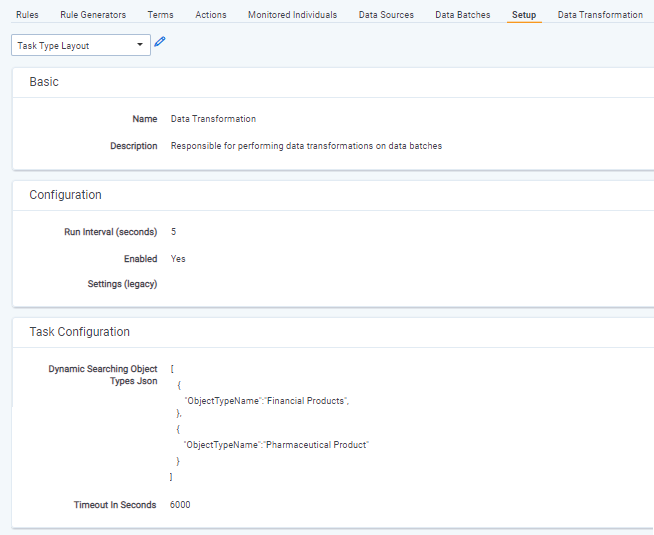 Rules Rule Generators Terms Actions Monitored Individuals Data Sources Data Batches Setup Data Transformation
Task Type Layout
Basic
Name Data Transformation
Description Responsible for performing data transformations on data batches
Configuration
Run Interval (seconds) 5
Enabled Yes
Settings (legacy)
Task Configuration
Dynamic Searching Object Types Json [
{
"ObjectTypeName":"Financial Products",
},
{
"ObjectTypeName":"Pharmaceutical Product"
}
]
Timeout In Seconds 6000